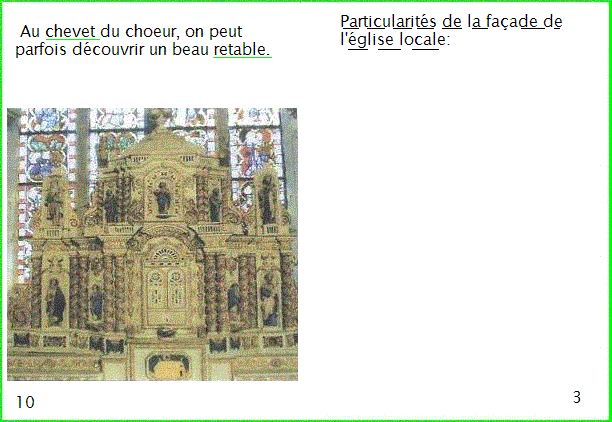 Au chevet du choeur, on peut
parfois découvrir un beau retable.
10
Particularités de la façade de
l'église locale:
3